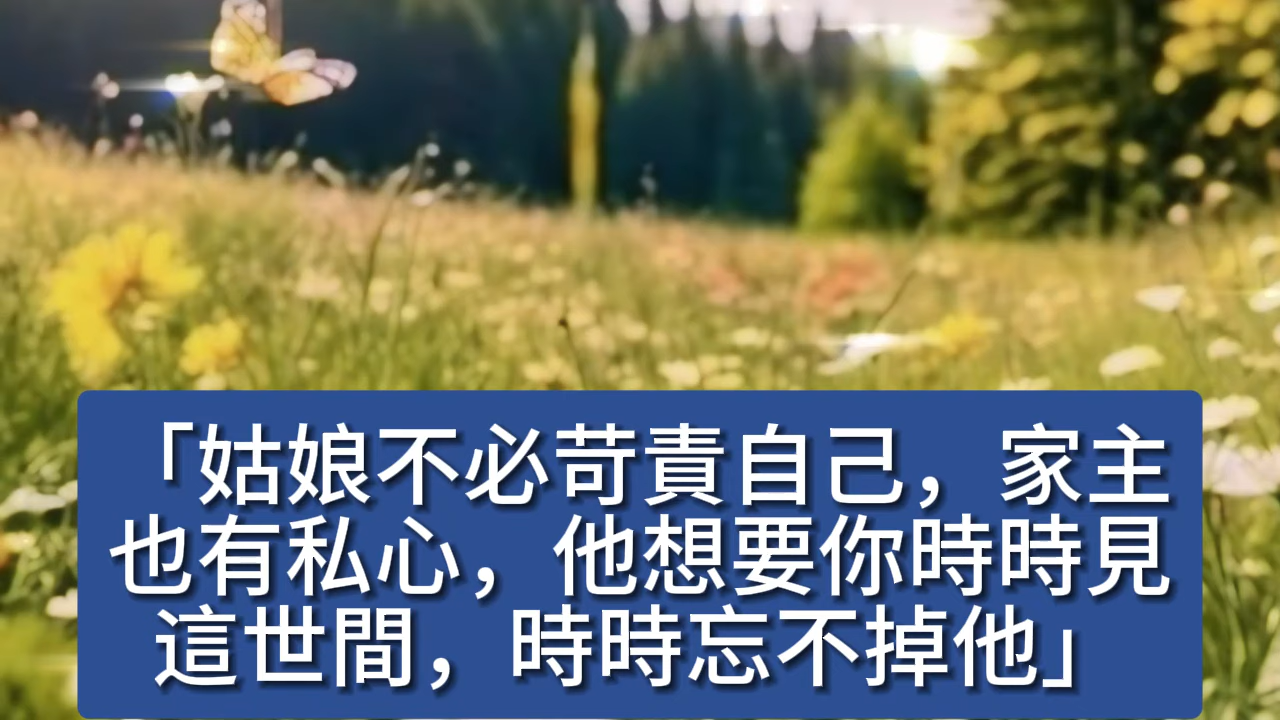 「姑娘不必苛責自己，家主
也有私心，他想要你時時見
這世間，時時忘不掉他」